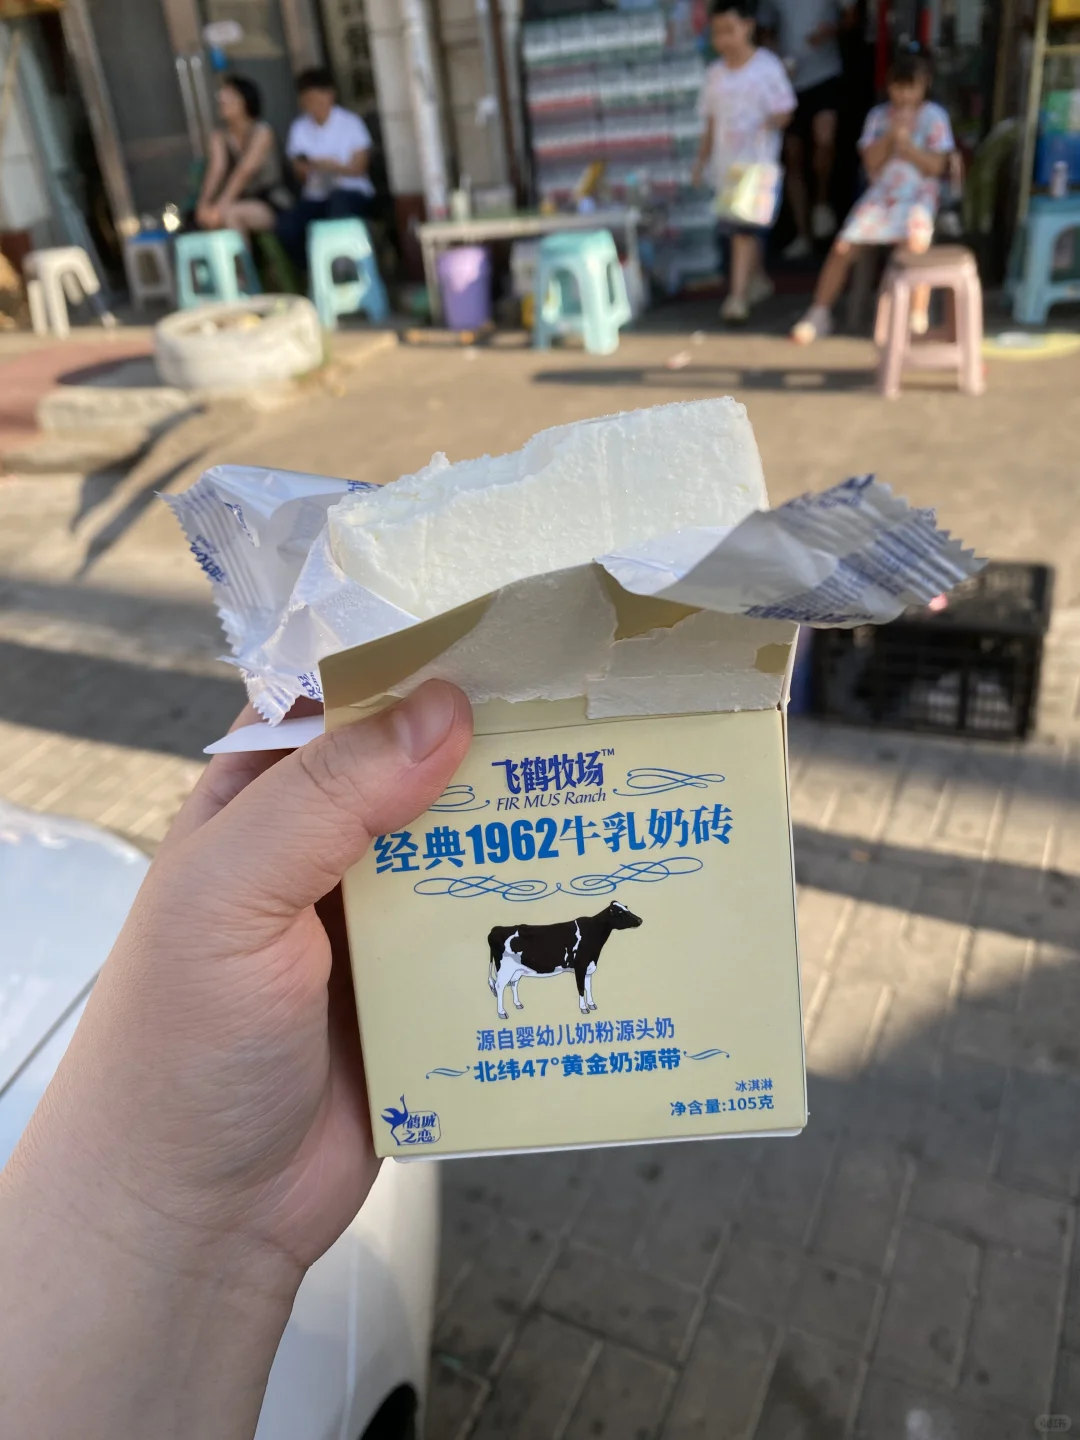 飞鹤牧场™
FIR MUS Ranch
经典1962牛乳奶砖
源自婴幼儿奶粉源头奶
北纬47°黄金奶源带
冰淇淋
净含量:105克
鹤城
之恋